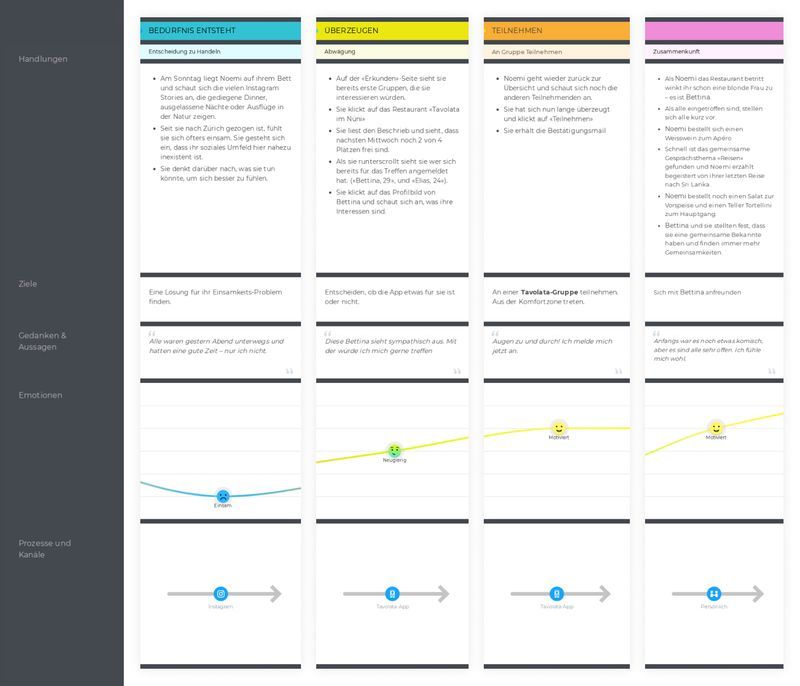 BEDÜRFNIS ENTSTEHT
ÜBERZEUGEN
TEILNEHMEN
Handlungen
Entscheidung zu Handeln
Abwägung
An Gruppe Teilnehmen
Zusammenkunft
Am Sonntag liegt Noemi auf ihrem Bett
und schaut sich die vielen Instagram
Stories an, die gediegene Dinner,
ausgelassene Nächte oder Ausflüge in
der Natur zeigen.
Seit sie nach Zürich gezogen ist, fühlt
sie sich öfters einsam. Sie gesteht sich
ein, dass ihr soziales Umfeld hier nahezu
inexistent ist.
Sie denkt darüber nach, was sie tun
könnte, um sich besser zu fühlen.
Auf der «Erkunden»-Seite sieht sie
bereits erste Gruppen, die sie
interessieren würden.
Sie klickt auf das Restaurant «Tavolata
im Nuni»
Sie liest den Beschrieb und sieht, dass
nächsten Mittwoch noch 2 von 4
Plätzen frei sind.
Als sie runterscrollt sieht sie wer sich
bereits für das Treffen angemeldet
hat. («Bettina, 29», und «Elias, 24»).
Sie klickt auf das Profilbild von
Bettina und schaut sich an, was ihre
Interessen sind.
Noemi geht wieder zurück zur
Übersicht und schaut sich noch die
anderen Teilnehmenden an.
Sie hat sich nun lange überzeugt
und klickt auf «Teilnehmen»
Sie erhält die Bestätigungsmail
Als Noemi das Restaurant betritt
winkt ihr schon eine blonde Frau zu
– es ist Bettina.
Als alle eingetroffen sind, stellen
sich alle kurz vor.
Noemi bestellt sich einen
Weisswein zum Apéro
Schnell ist das gemeinsame
Gesprächsthema «Reisen»
gefunden und Noemi erzählt
begeistert von ihrer letzten Reise
nach Sri Lanka.
Noemi bestellt noch einen Salat zur
Vorspeise und einen Teller Tortellini
zum Hauptgang
Bettina und sie stellten fest, dass
sie eine gemeinsame Bekannte
haben und finden immer mehr
Gemeinsamkeiten.
Ziele
Eine Lösung für ihr Einsamkeits-Problem
finden.
Entscheiden, ob die App etwas für sie ist
oder nicht.
An einer Tavolata-Gruppe teilnehmen.
Aus der Komfortzone treten.
Sich mit Bettina anfreunden
Gedanken &
Aussagen
Alle waren gestern Abend unterwegs und
hatten eine gute Zeit – nur ich nicht.
Diese Bettina sieht sympathisch aus. Mit
der würde ich mich gerne treffen
Augen zu und durch! Ich melde mich
jetzt an.
Anfangs war es noch etwas komisch,
aber es sind alle sehr offen. Ich fühle
mich wohl.
Emotionen
Einsam
Neugierig
Motiviert
Motiviert
Prozesse und
Kanäle
Instagram
Tavolata-App
Tavolata-App
Persönlich